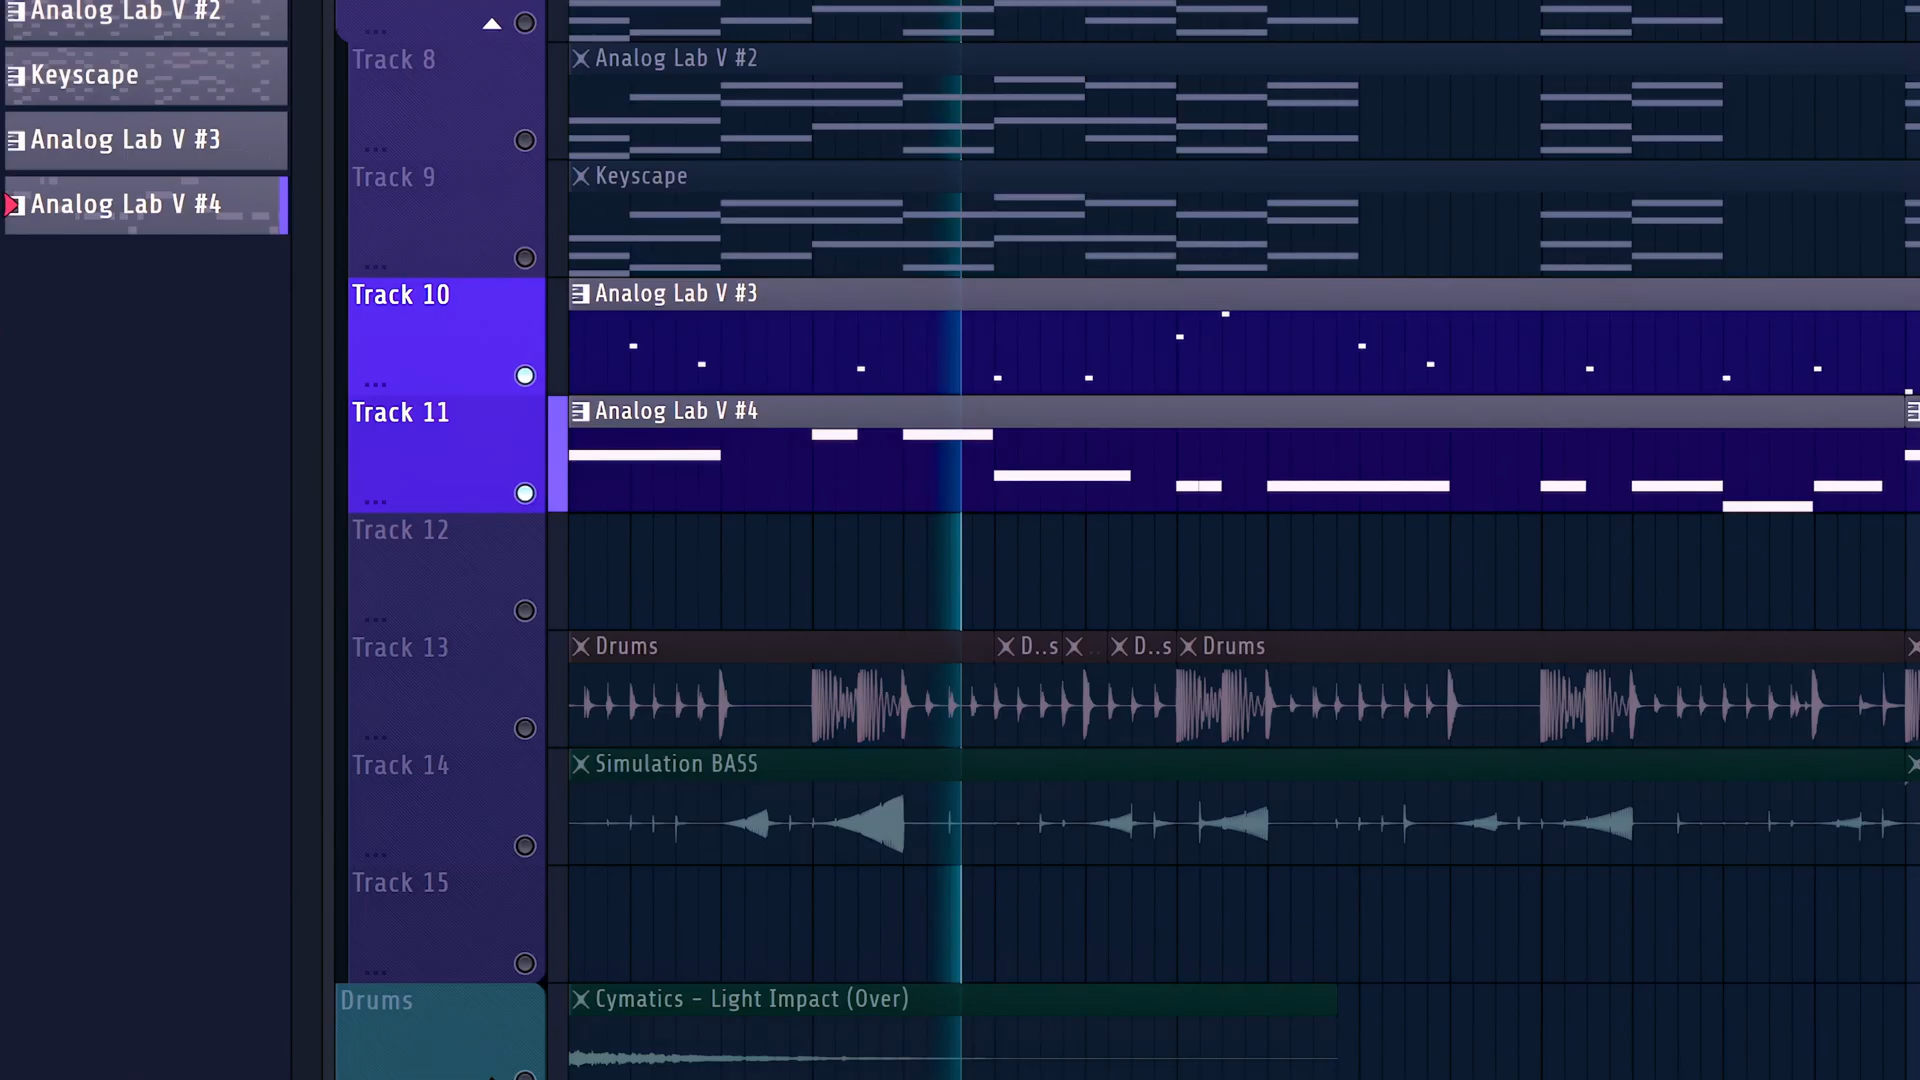 Analog Lab V #2
Keyscape
Analog Lab V #3
Analog Lab V #4
Track 8
Analog Lab V #2
Track 9
Keyscape
Track 10
Analog Lab V #3
Track 11
Analog Lab V #4
Track 12
Track 13
Drums
D..s
D..s
Drums
Track 14
Simulation BASS
Track 15
Drums
Cymatics - Light Impact (Over)